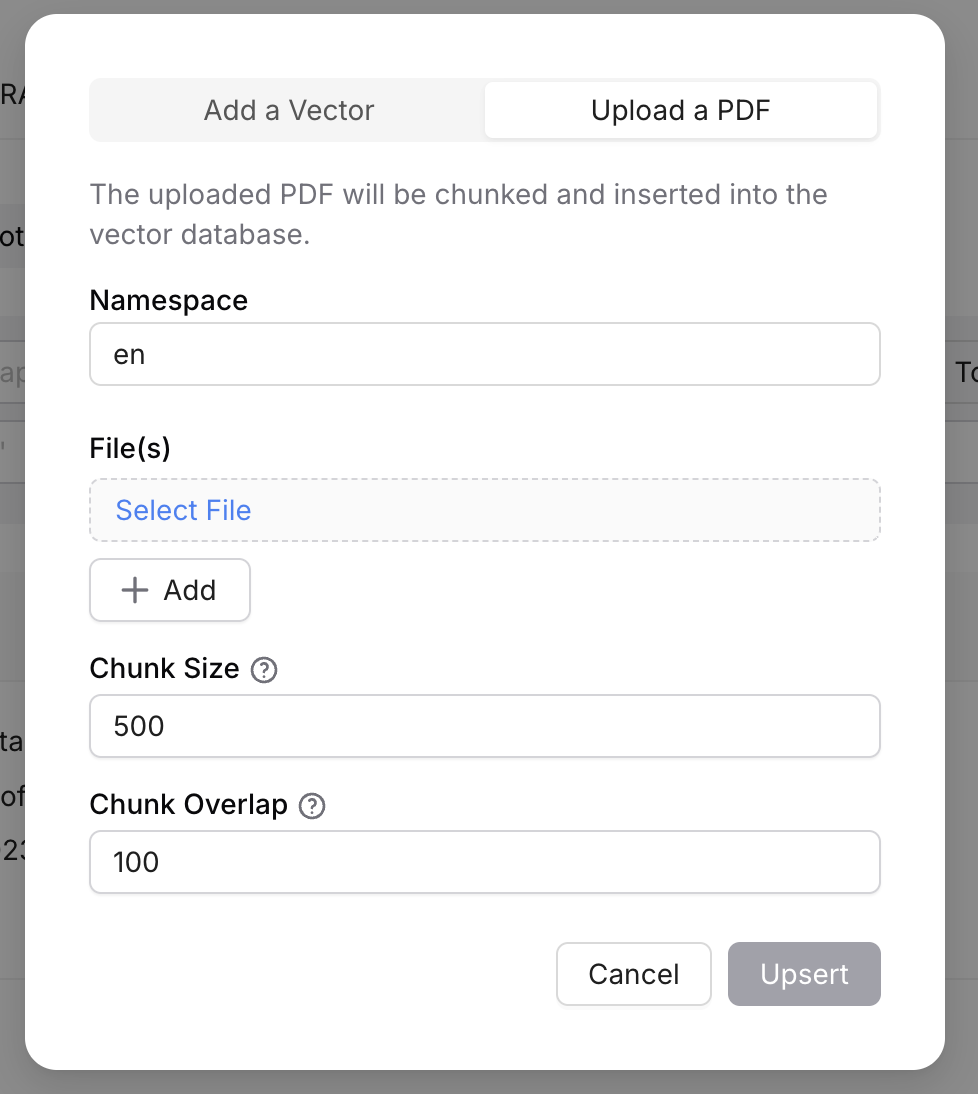 Add a Vector
Upload a PDF
The uploaded PDF will be chunked and inserted into the
vector database.
Namespace
en
File(s)
Select File
Add
Chunk Size
500
Chunk Overlap
100
Cancel
Upsert